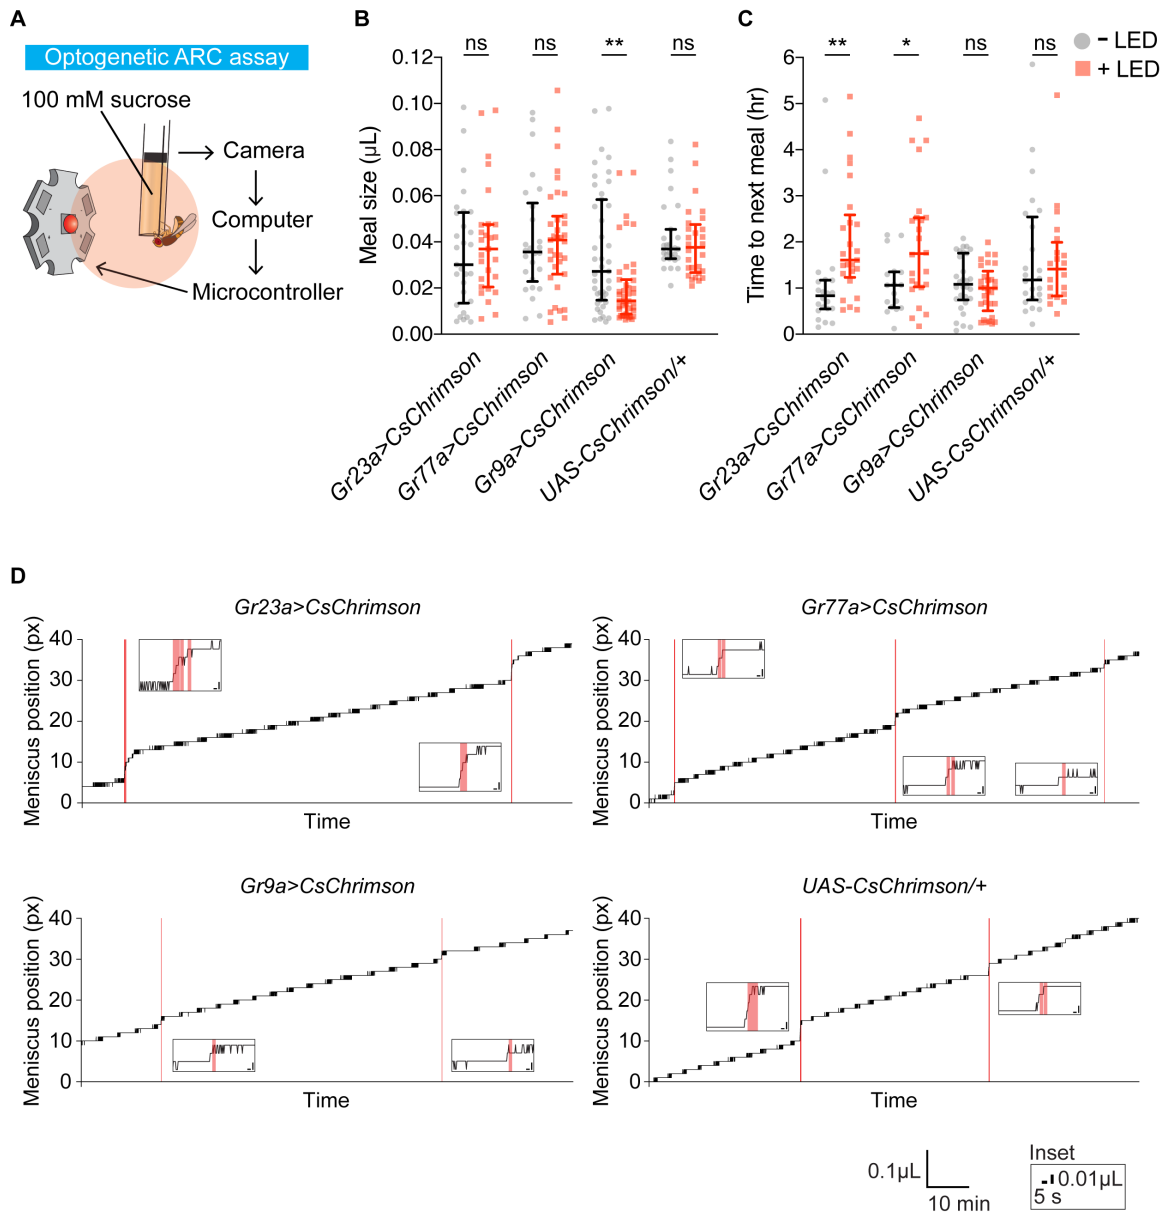 A
Optogenetic ARC assay
100 mM sucrose
Camera
Computer
Microcontroller
B
ns
ns
**
ns
Meal size (µL)
0.12
0.10
0.08
0.06
0.04
0.02
0.00
Gr23a>CsChrimson
Gr77a>CsChrimson
Gr9a>CsChrimson
UAS-CsChrimson/+
C
**
*
ns
ns
- LED
+ LED
Time to next meal (hr)
6
5
4
3
2
1
0
Gr23a>CsChrimson
Gr77a>CsChrimson
Gr9a>CsChrimson
UAS-CsChrimson/+
D
Gr23a>CsChrimson
Meniscus position (px)
40
30
20
10
0
Time
Gr77a>CsChrimson
Meniscus position (px)
40
30
20
10
0
Time
Gr9a>CsChrimson
Meniscus position (px)
40
30
20
10
0
Time
UAS-CsChrimson/+
Meniscus position (px)
40
30
20
10
0
Time
0.1µL
10 min
Inset
0.01µL
5 s